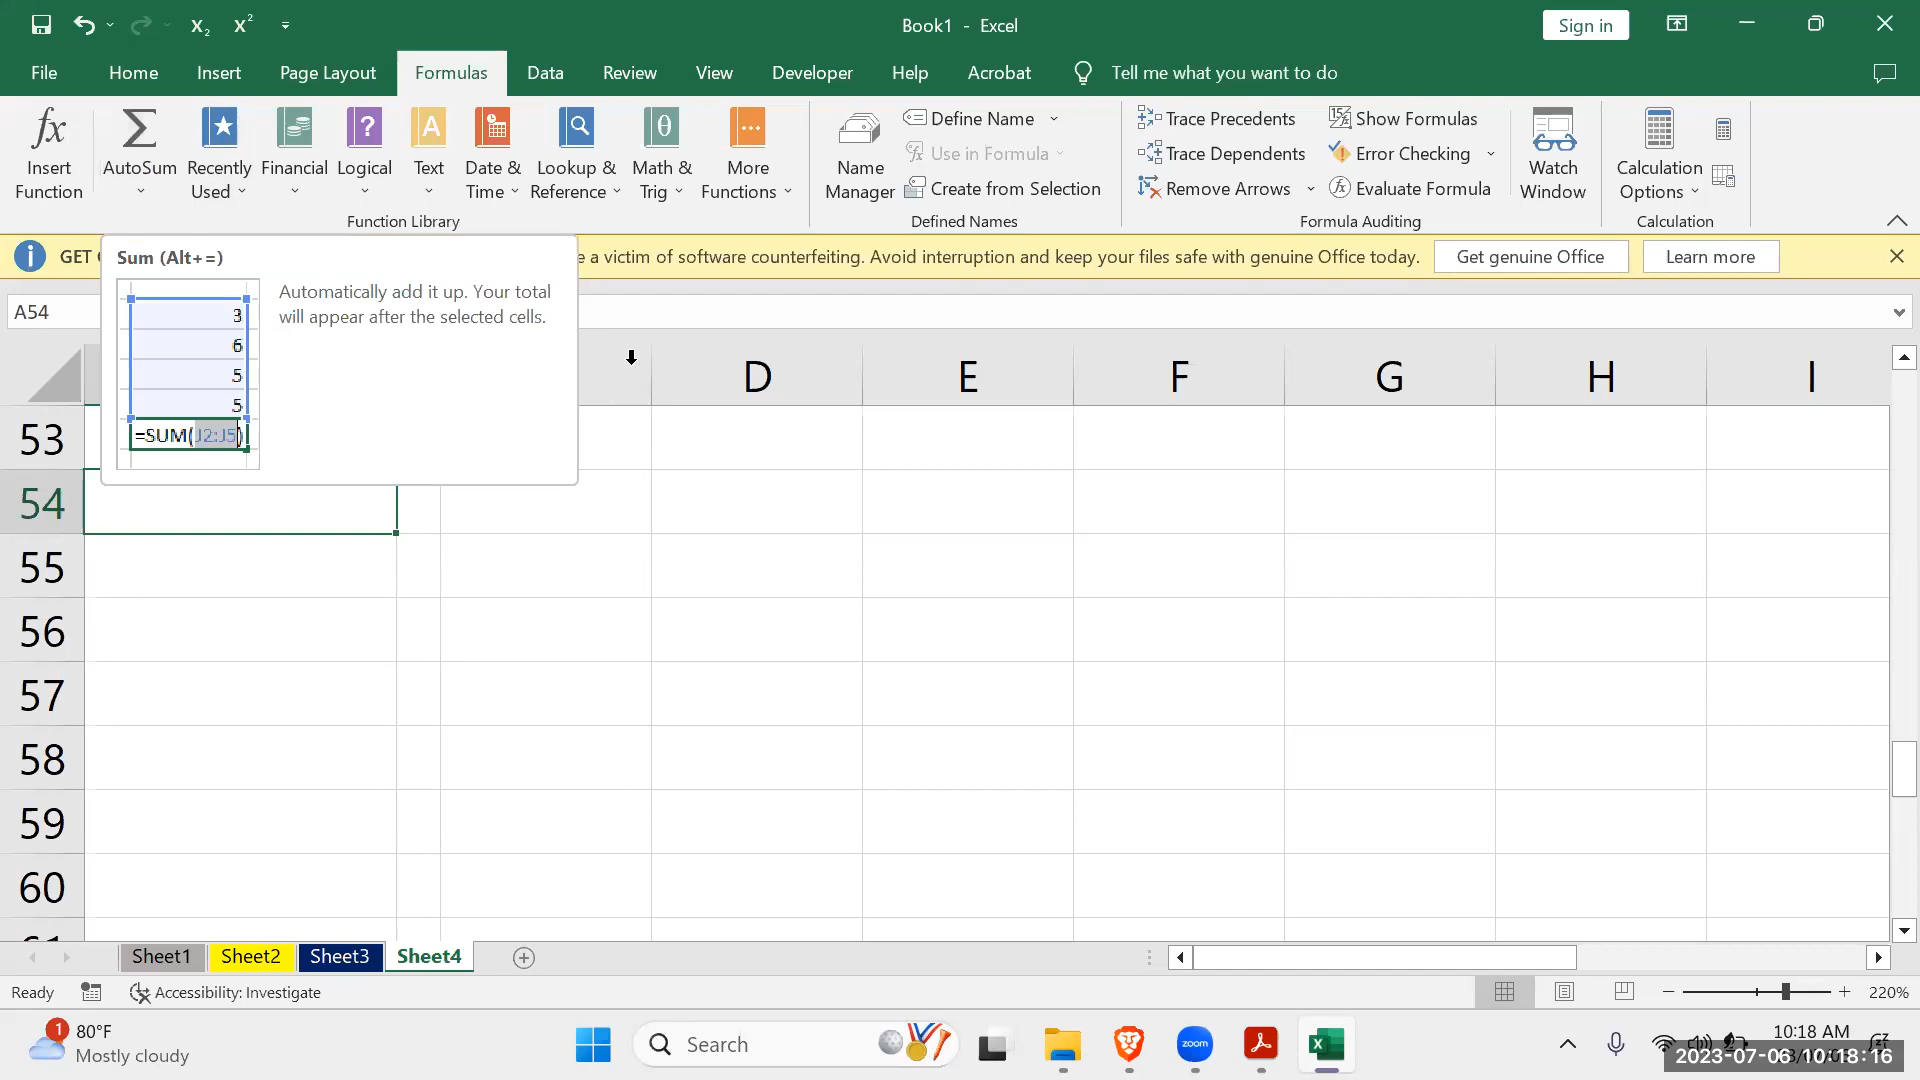 Book1 - Excel
Sign in
File Home Insert Page Layout Formulas Data Review View Developer Help Acrobat Tell me what you want to do
Insert Function
AutoSum
Recently Used
Financial
Logical
Text
Date & Time
Lookup & Reference
Math & Trig
More Functions
Function Library
Name Manager
Define Name
Use in Formula
Create from Selection
Defined Names
Trace Precedents
Trace Dependents
Remove Arrows
Show Formulas
Error Checking
Evaluate Formula
Formula Auditing
Watch Window
Calculation Options
Calculation
GET
e a victim of software counterfeiting. Avoid interruption and keep your files safe with genuine Office today.
Get genuine Office
Learn more
Sum (Alt+=)
Automatically add it up. Your total
will appear after the selected cells.
3
6
5
5
=SUM(J2:J5)
A54
D E F G H I
53
54
55
56
57
58
59
60
61
Sheet1 Sheet2 Sheet3 Sheet4
Ready
Accessibility: Investigate
220%
1
80°F
Mostly cloudy
Search
zoom
10:18 AM
2023-07-06 10:18:16